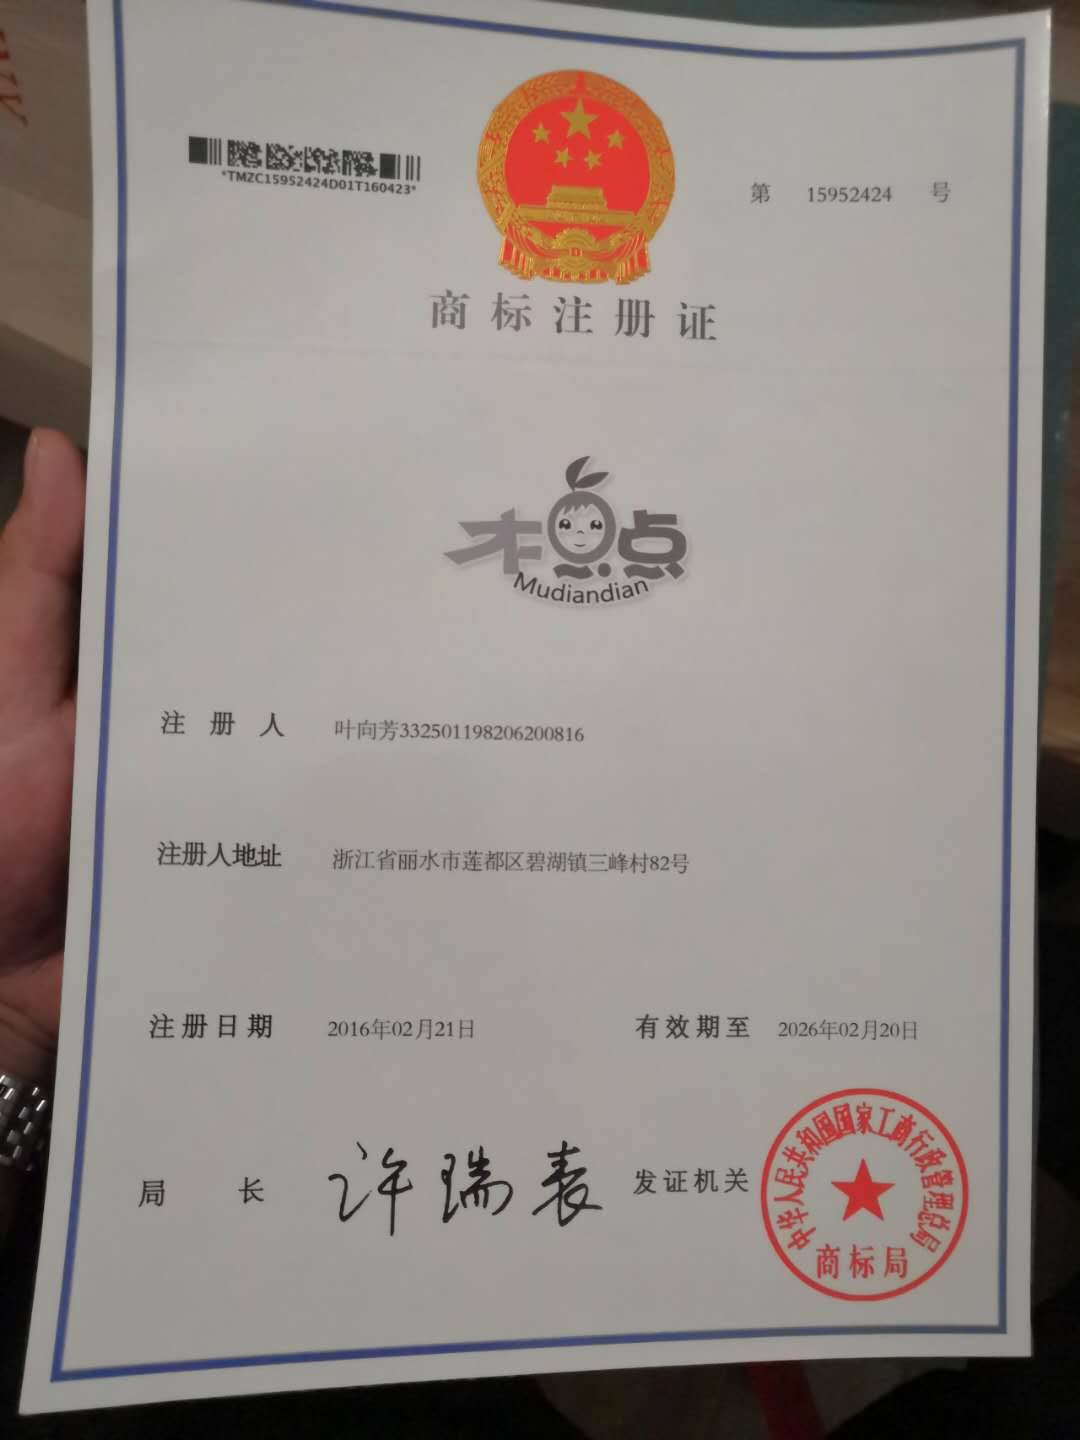 *TMZC15952424D01T160423*
第 15952424 号
商标注册证
木点点
Mudiandian
注册人 叶向芳332501198206200816
注册人地址 浙江省丽水市莲都区碧湖镇三峰村82号
注册日期 2016年02月21日 有效期至 2026年02月20日
局长 许瑞表 发证机关
中华人民共和国国家工商行政管理总局
商标局